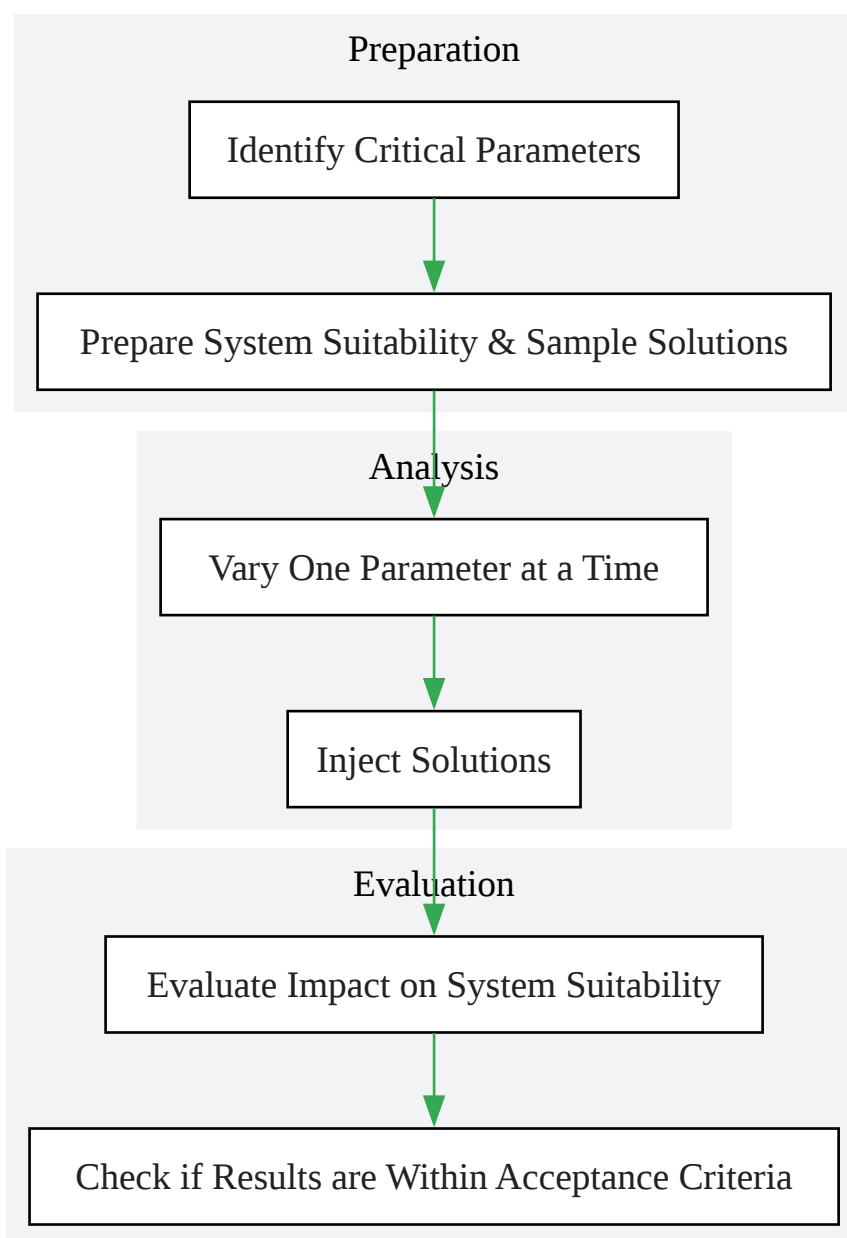 Preparation
Identify Critical Parameters
Prepare System Suitability & Sample Solutions
Analysis
Vary One Parameter at a Time
Inject Solutions
Evaluation
Evaluate Impact on System Suitability
Check if Results are Within Acceptance Criteria